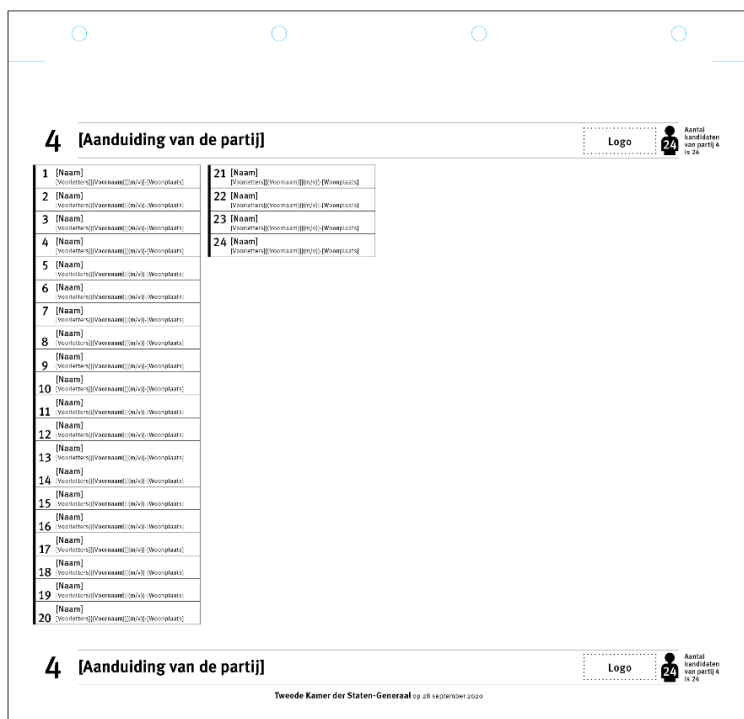 4 [Aanduiding van de partij]
Logo
24
Aantal
kandidaten
van partij 4
is 24
1 [Naam]
[Voorletters][(Voornaam)][(m/v)]-[Woonplaats]
2 [Naam]
[Voorletters][(Voornaam)][(m/v)]-[Woonplaats]
3 [Naam]
[Voorletters][(Voornaam)][(m/v)]-[Woonplaats]
4 [Naam]
[Voorletters][(Voornaam)][(m/v)]-[Woonplaats]
5 [Naam]
[Voorletters][(Voornaam)][(m/v)]-[Woonplaats]
6 [Naam]
[Voorletters][(Voornaam)][(m/v)]-[Woonplaats]
7 [Naam]
[Voorletters][(Voornaam)][(m/v)]-[Woonplaats]
8 [Naam]
[Voorletters][(Voornaam)][(m/v)]-[Woonplaats]
9 [Naam]
[Voorletters][(Voornaam)][(m/v)]-[Woonplaats]
10 [Naam]
[Voorletters][(Voornaam)][(m/v)]-[Woonplaats]
11 [Naam]
[Voorletters][(Voornaam)][(m/v)]-[Woonplaats]
12 [Naam]
[Voorletters][(Voornaam)][(m/v)]-[Woonplaats]
13 [Naam]
[Voorletters][(Voornaam)][(m/v)]-[Woonplaats]
14 [Naam]
[Voorletters][(Voornaam)][(m/v)]-[Woonplaats]
15 [Naam]
[Voorletters][(Voornaam)][(m/v)]-[Woonplaats]
16 [Naam]
[Voorletters][(Voornaam)][(m/v)]-[Woonplaats]
17 [Naam]
[Voorletters][(Voornaam)][(m/v)]-[Woonplaats]
18 [Naam]
[Voorletters][(Voornaam)][(m/v)]-[Woonplaats]
19 [Naam]
[Voorletters][(Voornaam)][(m/v)]-[Woonplaats]
20 [Naam]
[Voorletters][(Voornaam)][(m/v)]-[Woonplaats]
21 [Naam]
[Voorletters][(Voornaam)][(m/v)]-[Woonplaats]
22 [Naam]
[Voorletters][(Voornaam)][(m/v)]-[Woonplaats]
23 [Naam]
[Voorletters][(Voornaam)][(m/v)]-[Woonplaats]
24 [Naam]
[Voorletters][(Voornaam)][(m/v)]-[Woonplaats]
4 [Aanduiding van de partij]
Logo
24
Aantal
kandidaten
van partij 4
is 24
Tweede Kamer der Staten-Generaal op 28 september 2020